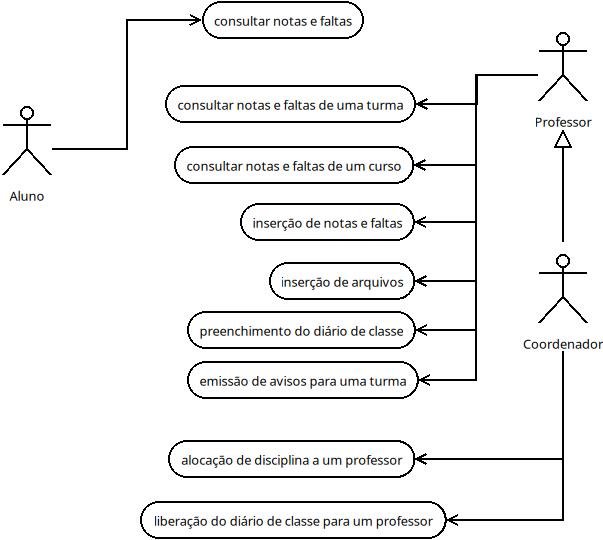 consultar notas e faltas
Professor
consultar notas e faltas de uma turma
consultar notas e faltas de um curso
Aluno
inserção de notas e faltas
inserção de arquivos
preenchimento do diário de classe
Coordenador
emissão de avisos para uma turma
alocação de disciplina a um professor
liberação do diário de classe para um professor